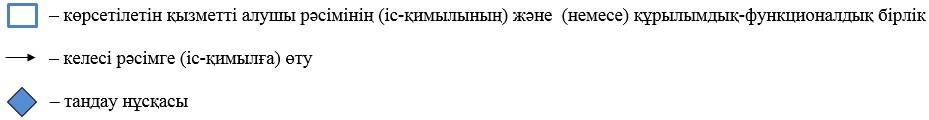 – көрсетілетін қызметті алушы рәсімінің (іс-қимылының) және (немесе) құрылымдық-функционалдық бірлік
– келесі рәсімге (іс-қимылға) өту
– таңдау нұсқасы